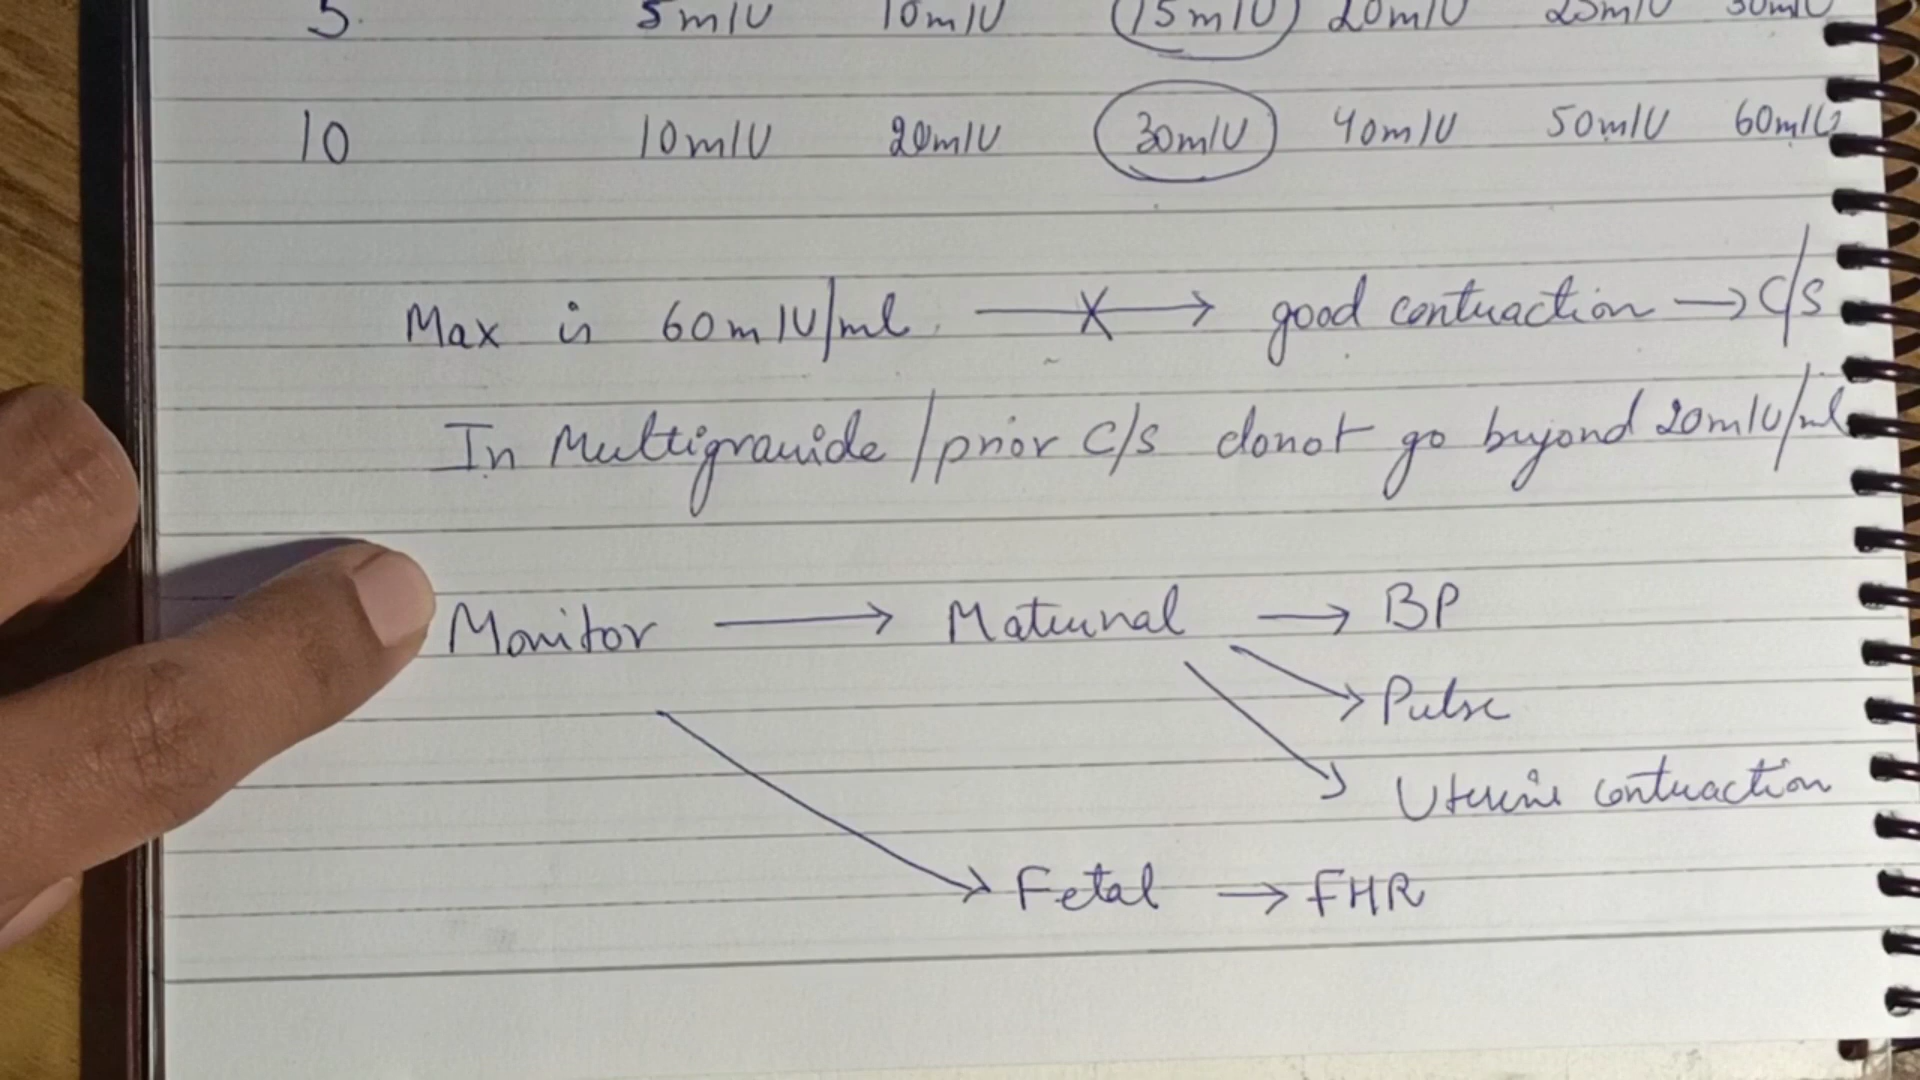 5 5mIU 10mIU 15mIU 20mIU 25mIU 30mIU
10 10mIU 20mIU 30mIU 40mIU 50mIU 60mIU
Max is 60mIU/ml —X→ good contraction → C/S
In Multigravide / prior C/S donot go beyond 20mIU/ml
Monitor → Maternal → BP
→ Pulse
→ Uterine contraction
→ Fetal → FHR